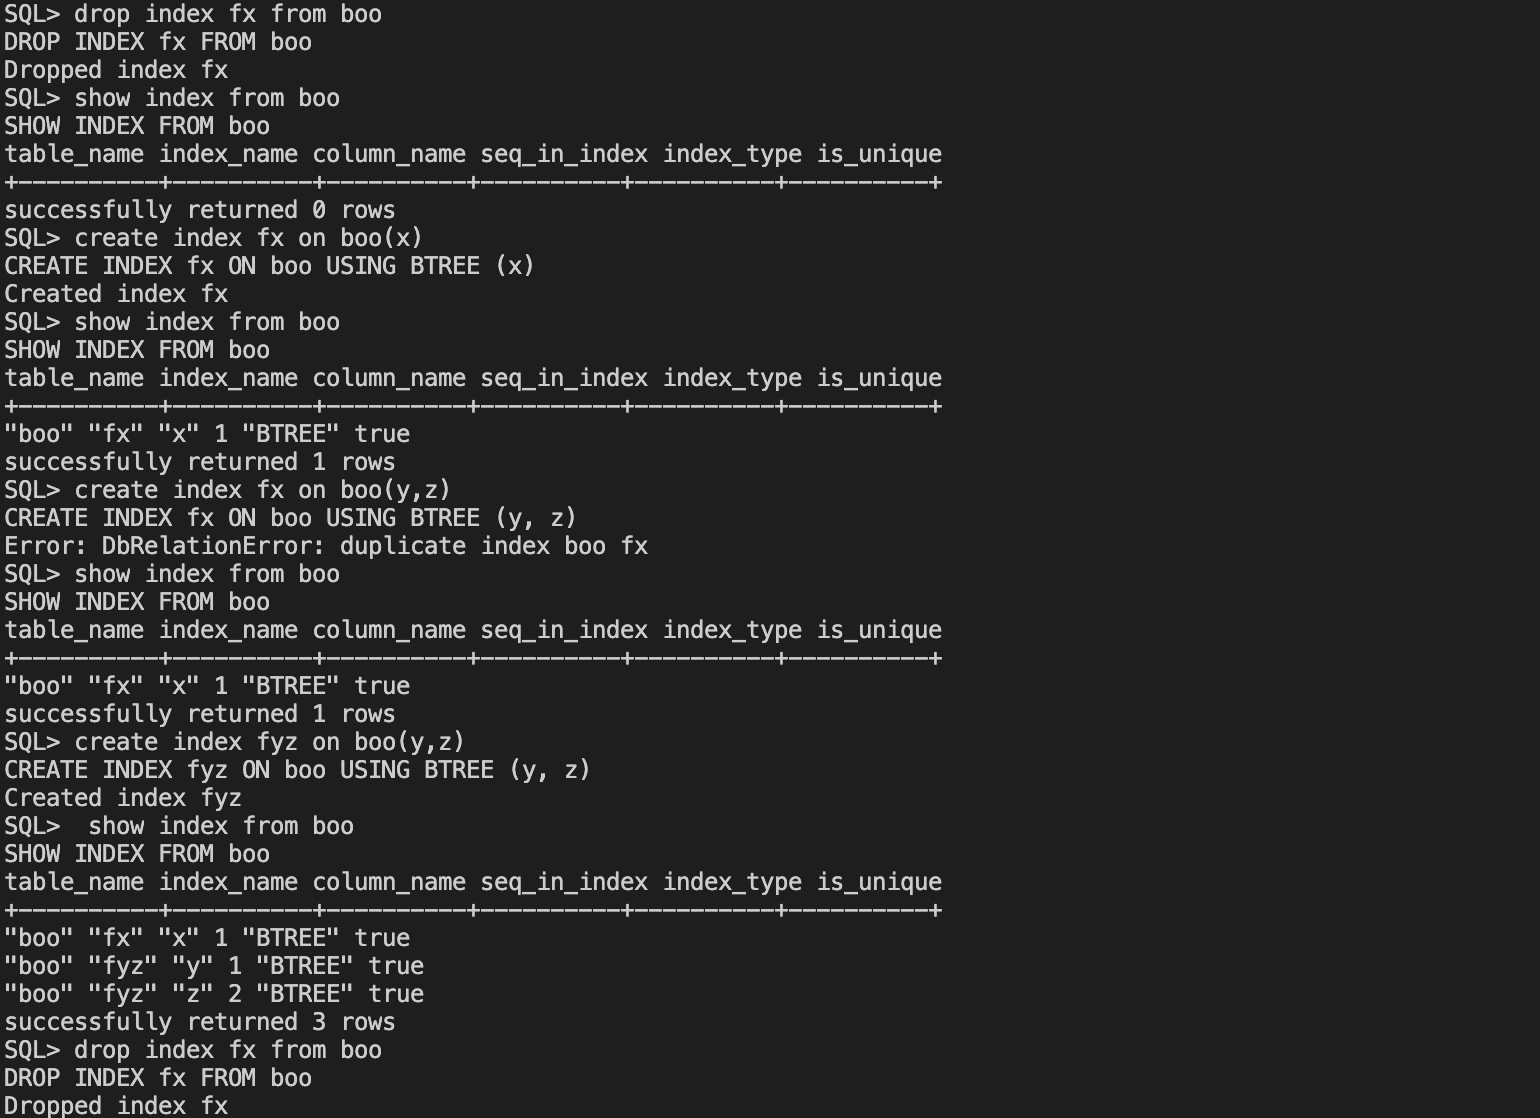 SQL> drop index fx from boo
DROP INDEX fx FROM boo
Dropped index fx
SQL> show index from boo
SHOW INDEX FROM boo
table_name index_name column_name seq_in_index index_type is_unique
+----------+----------+----------+----------+----------+----------+
successfully returned 0 rows
SQL> create index fx on boo(x)
CREATE INDEX fx ON boo USING BTREE (x)
Created index fx
SQL> show index from boo
SHOW INDEX FROM boo
table_name index_name column_name seq_in_index index_type is_unique
+----------+----------+----------+----------+----------+----------+
"boo" "fx" "x" 1 "BTREE" true
successfully returned 1 rows
SQL> create index fx on boo(y,z)
CREATE INDEX fx ON boo USING BTREE (y, z)
Error: DbRelationError: duplicate index boo fx
SQL> show index from boo
SHOW INDEX FROM boo
table_name index_name column_name seq_in_index index_type is_unique
+----------+----------+----------+----------+----------+----------+
"boo" "fx" "x" 1 "BTREE" true
successfully returned 1 rows
SQL> create index fyz on boo(y,z)
CREATE INDEX fyz ON boo USING BTREE (y, z)
Created index fyz
SQL>  show index from boo
SHOW INDEX FROM boo
table_name index_name column_name seq_in_index index_type is_unique
+----------+----------+----------+----------+----------+----------+
"boo" "fx" "x" 1 "BTREE" true
"boo" "fyz" "y" 1 "BTREE" true
"boo" "fyz" "z" 2 "BTREE" true
successfully returned 3 rows
SQL> drop index fx from boo
DROP INDEX fx FROM boo
Dropped index fx